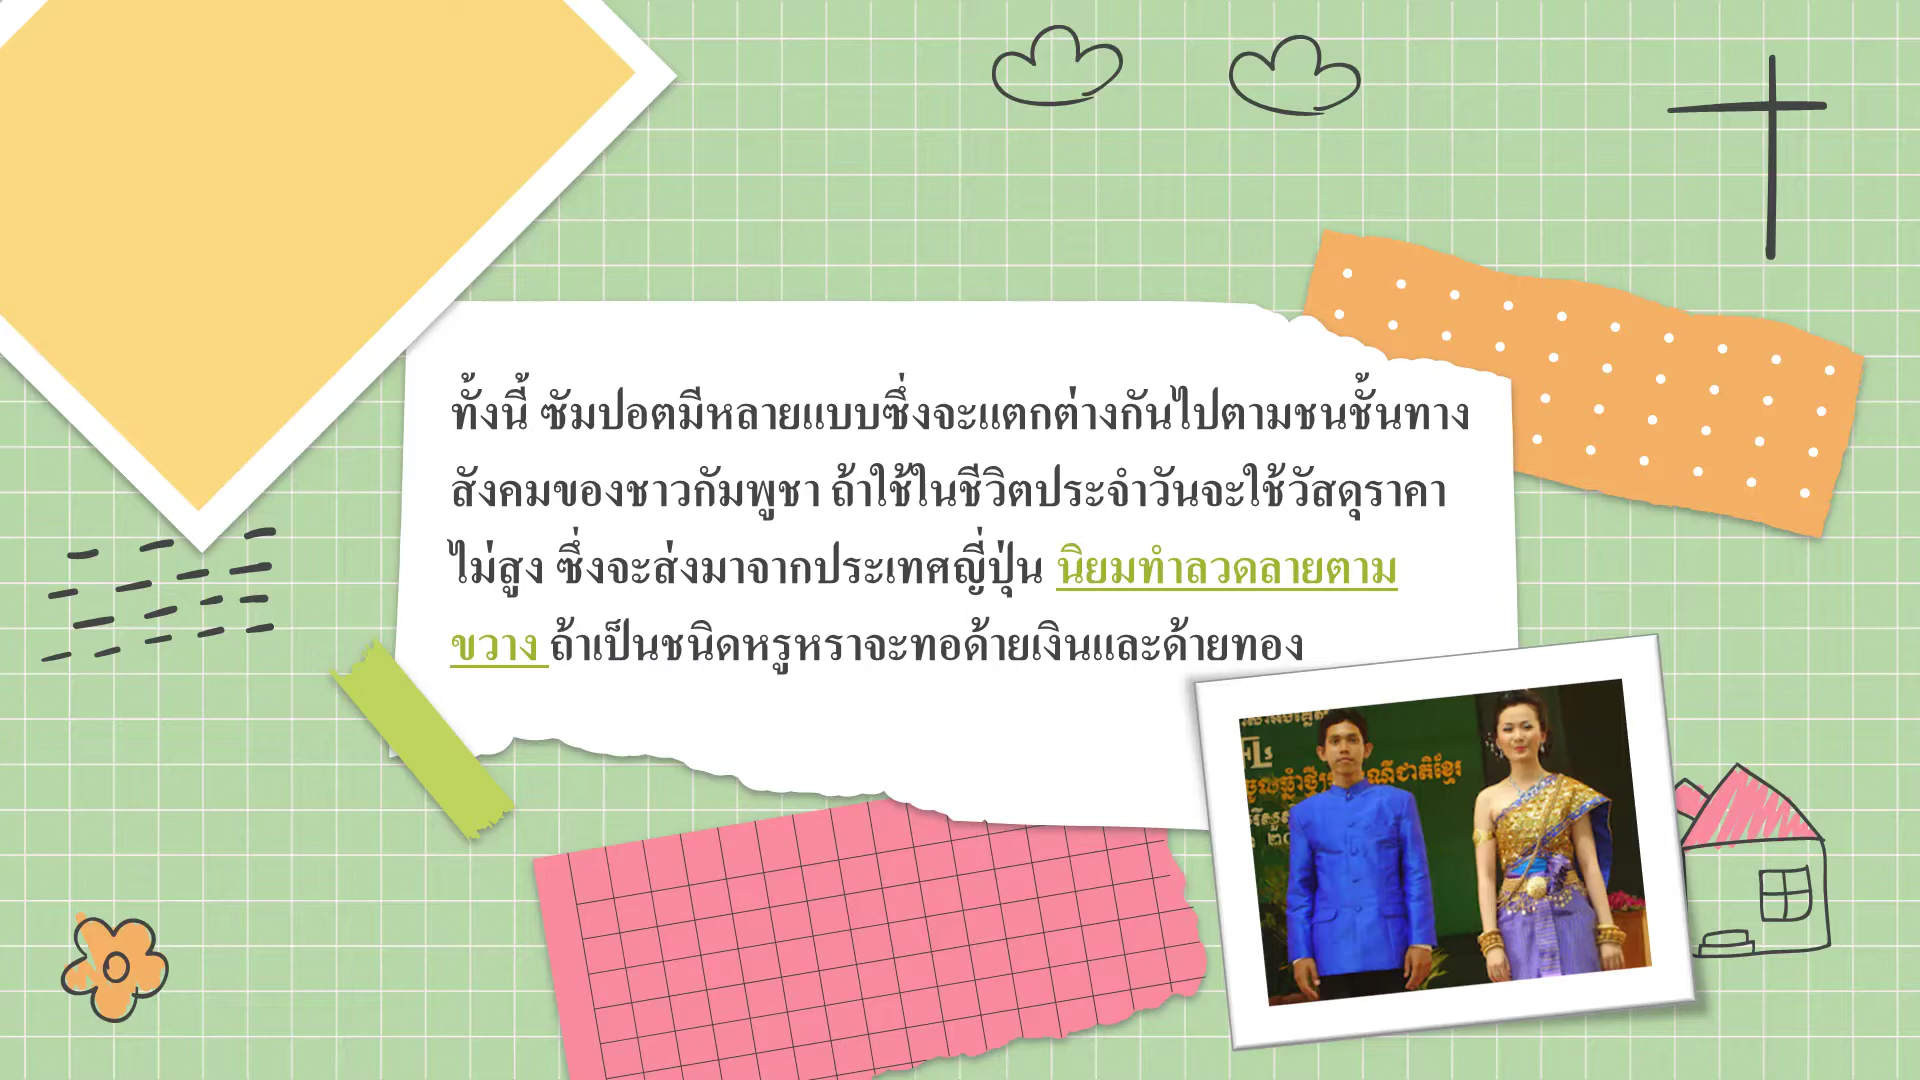 ทั้งนี้ ซัมปอตมีหลายแบบซึ่งจะแตกต่างกันไปตามชนชั้นทาง
สังคมของชาวกัมพูชา ถ้าใช้ในชีวิตประจำวันจะใช้วัสดุราคา
ไม่สูง ซึ่งจะส่งมาจากประเทศญี่ปุ่น นิยมทำลวดลายตาม
ขวาง ถ้าเป็นชนิดหรูหราจะทอด้ายเงินและด้ายทอง